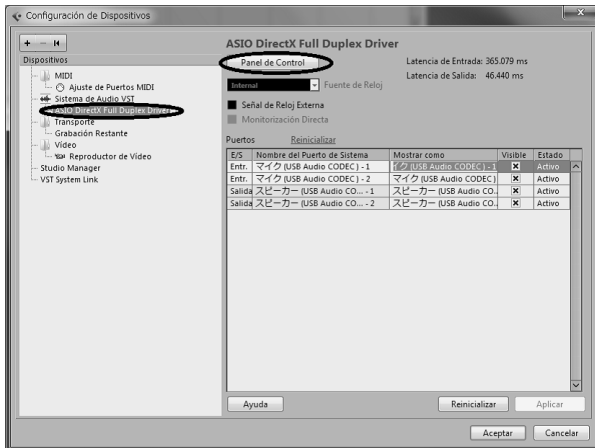 Configuración de Dispositivos
ASIO DirectX Full Duplex Driver
Dispositivos
MIDI
Ajuste de Puertos MIDI
Sistema de Audio VST
ASIO DirectX Full Duplex Driver
Transporte
Grabación Restante
Vídeo
Reproductor de Vídeo
Studio Manager
VST System Link
Panel de Control
Latencia de Entrada: 365.079 ms
Latencia de Salida: 46.440 ms
Internal Fuente de Reloj
Señal de Reloj Externa
Monitorización Directa
Puertos Reinicializar
E/S Nombre del Puerto de Sistema Mostrar como Visible Estado
Entr. マイク (USB Audio CODEC) - 1 イク (USB Audio CODEC) - 1 Activo
Entr. マイク (USB Audio CODEC) - 2 マイク (USB Audio CODEC) Activo
Salida スピーカー (USB Audio CO... - 1 スピーカー (USB Audio CO. Activo
Salida スピーカー (USB Audio CO... - 2 スピーカー (USB Audio CO. Activo
Ayuda Reinicializar Aplicar
Aceptar Cancelar